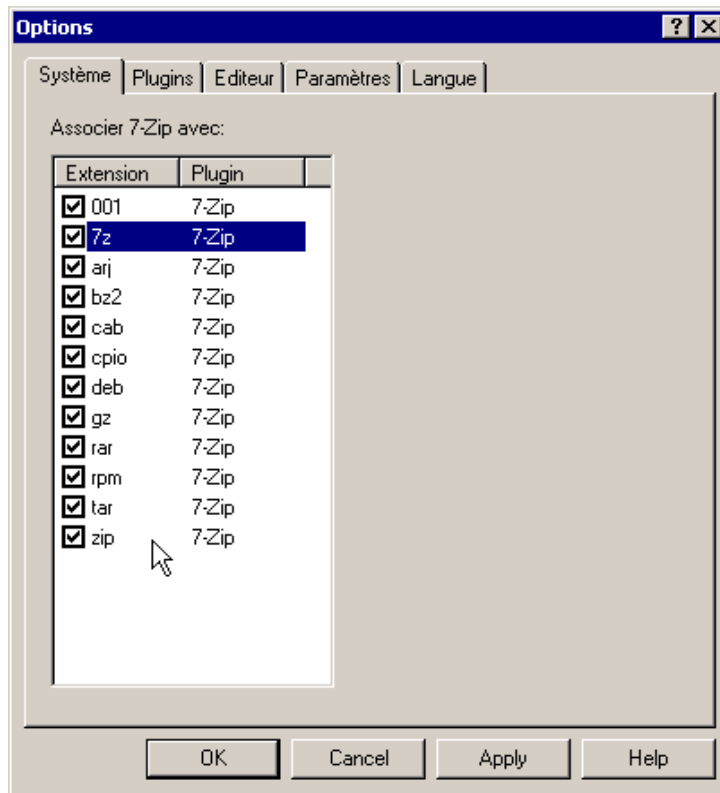 Options
Système Plugins Editeur Paramètres Langue
Associer 7-Zip avec:
Extension Plugin
001 7-Zip
7z 7-Zip
arj 7-Zip
bz2 7-Zip
cab 7-Zip
cpio 7-Zip
deb 7-Zip
gz 7-Zip
rar 7-Zip
rpm 7-Zip
tar 7-Zip
zip 7-Zip
OK Cancel Apply Help